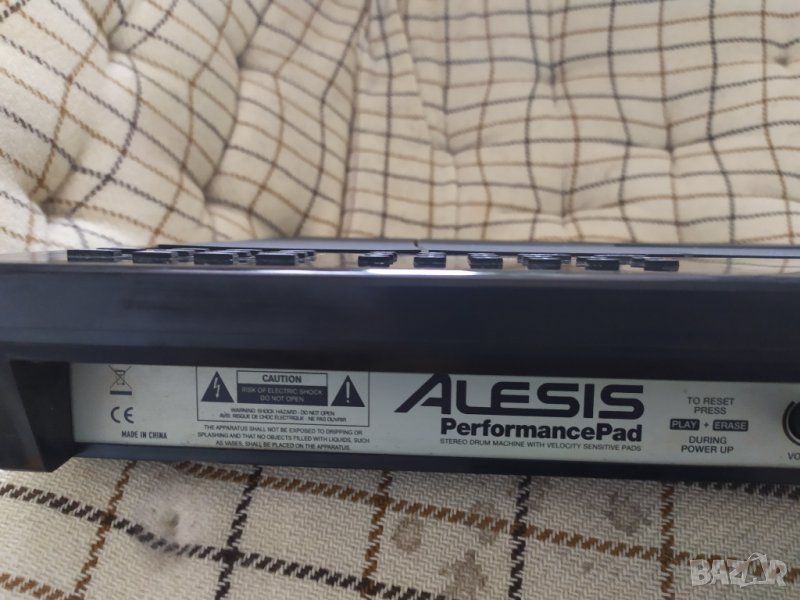 CE
MADE IN CHINA
CAUTION
RISK OF ELECTRIC SHOCK
DO NOT OPEN
WARNING: SHOCK HAZARD - DO NOT OPEN.
AVIS: RISQUE DE CHOC ELECTRIQUE - NE PAS OUVRIR
THE APPARATUS SHALL NOT BE EXPOSED TO DRIPPING OR
SPLASHING AND THAT NO OBJECTS FILLED WITH LIQUIDS, SUCH
AS VASES, SHALL BE PLACED ON THE APPARATUS.
ALESIS
PerformancePad
STEREO DRUM MACHINE WITH VELOCITY SENSITIVE PADS
TO RESET
PRESS
PLAY + ERASE
DURING
POWER UP
BAZAR